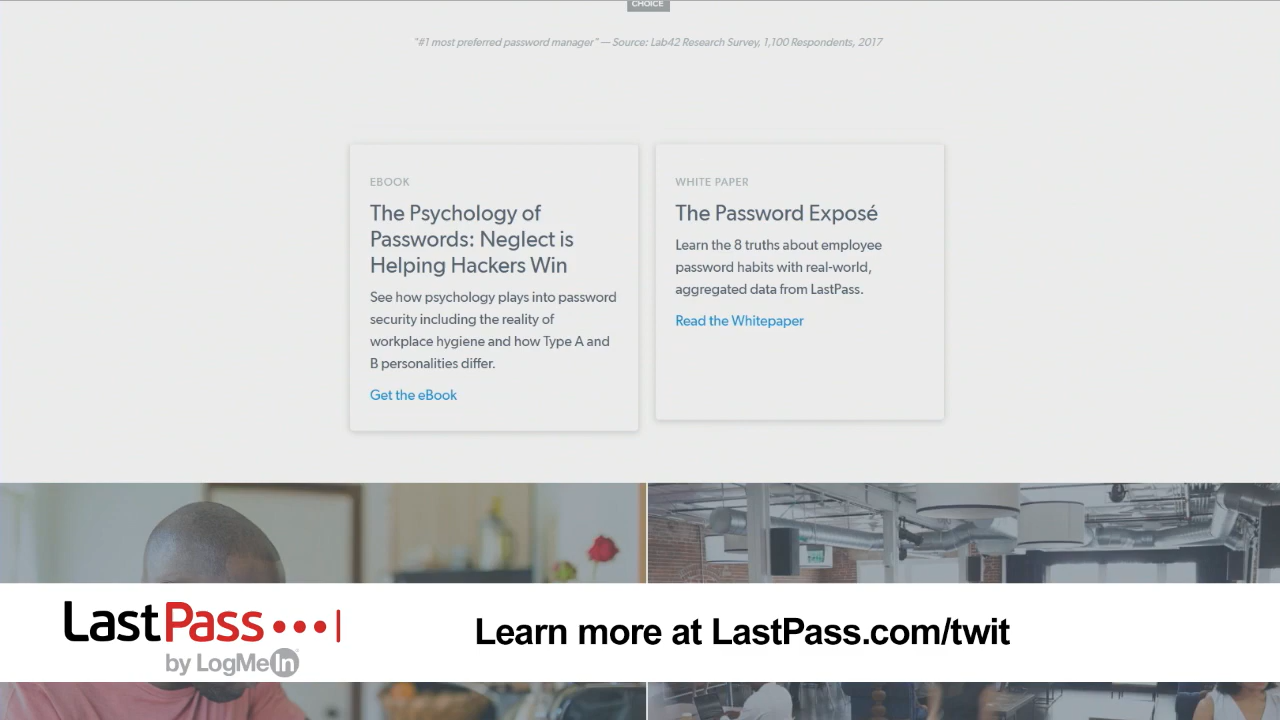 CHOICE
"#1 most preferred password manager" — Source: Lab42 Research Survey, 1,100 Respondents, 2017
EBOOK
The Psychology of
Passwords: Neglect is
Helping Hackers Win
See how psychology plays into password
security including the reality of
workplace hygiene and how Type A and
B personalities differ.
Get the eBook
WHITE PAPER
The Password Exposé
Learn the 8 truths about employee
password habits with real-world,
aggregated data from LastPass.
Read the Whitepaper
LastPass
by LogMeIn
Learn more at LastPass.com/twit